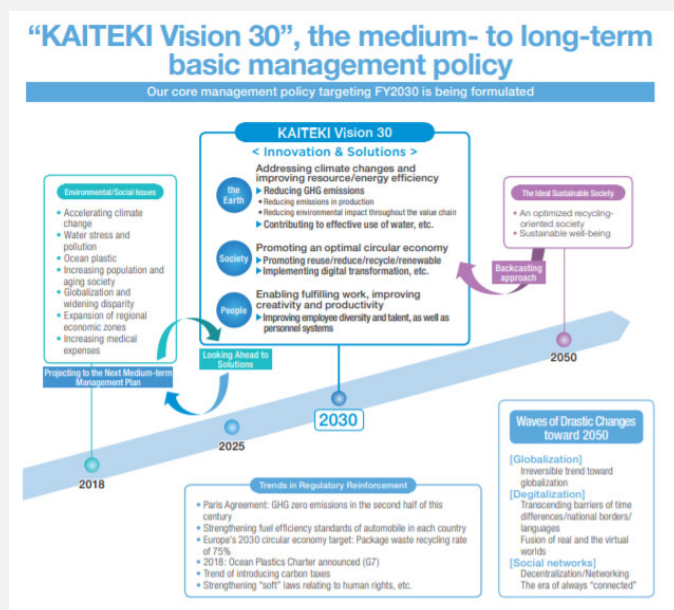 “KAITEKI Vision 30”, the medium- to long-term
basic management policy
Our core management policy targeting FY2030 is being formulated
KAITEKI Vision 30
< Innovation & Solutions >
the
Earth
Addressing climate changes and
improving resource/energy efficiency
▶ Reducing GHG emissions
• Reducing emissions in production
• Reducing environmental impact throughout the value chain
▶ Contributing to effective use of water, etc.
Society
Promoting an optimal circular economy
▶ Promoting reuse/reduce/recycle/renewable
▶ Implementing digital transformation, etc.
People
Enabling fulfilling work, improving
creativity and productivity
▶ Improving employee diversity and talent, as well as
personnel systems
Environmental/Social Issues
• Accelerating climate
change
• Water stress and
pollution
• Ocean plastic
• Increasing population and
aging society
• Globalization and
widening disparity
• Expansion of regional
economic zones
• Increasing medical
expenses
The Ideal Sustainable Society
• An optimized recycling-
oriented society
• Sustainable well-being
Backcasting
approach
Looking Ahead to
Solutions
Projecting to the Next Medium-term
Management Plan
2018
2025
2030
2050
Trends in Regulatory Reinforcement
• Paris Agreement: GHG zero emissions in the second half of this
century
• Strengthening fuel efficiency standards of automobile in each country
• Europe's 2030 circular economy target: Package waste recycling rate
of 75%
• 2018: Ocean Plastics Charter announced (G7)
• Trend of introducing carbon taxes
• Strengthening “soft” laws relating to human rights, etc.
Waves of Drastic Changes
toward 2050
[Globalization]
Irreversible trend toward
globalization
[Degitalization]
Transcending barriers of time
differences/national borders/
languages
Fusion of real and the virtual
worlds
[Social networks]
Decentralization/Networking
The era of always “connected”